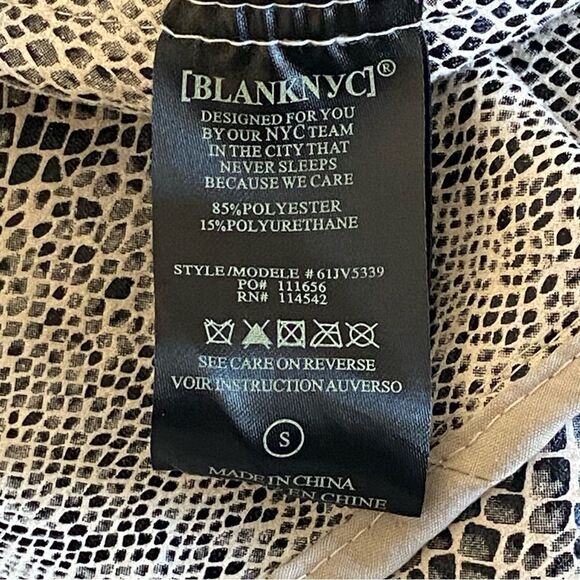 [BLANKNYC]®
DESIGNED FOR YOU
BY OUR NYC TEAM
IN THE CITY THAT
NEVER SLEEPS
BECAUSE WE CARE
85%POLYESTER
15%POLYURETHANE
STYLE/MODELE #61JV5339
PO# 111656
RN# 114542
SEE CARE ON REVERSE
VOIR INSTRUCTION AUVERSO
S
MADE IN CHINA
EN CHINE